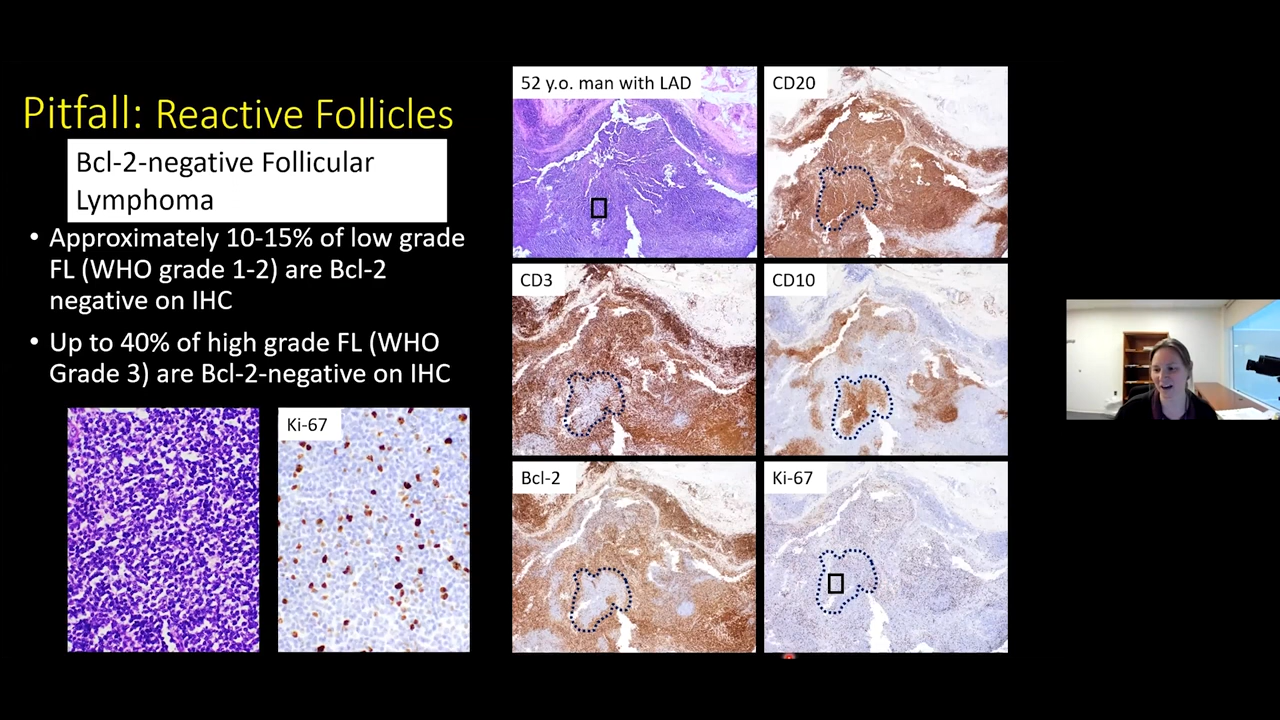 Pitfall: Reactive Follicles
Bcl-2-negative Follicular
Lymphoma
• Approximately 10-15% of low grade
FL (WHO grade 1-2) are Bcl-2
negative on IHC
• Up to 40% of high grade FL (WHO
Grade 3) are Bcl-2-negative on IHC
Ki-67
52 y.o. man with LAD
CD20
CD3
CD10
Bcl-2
Ki-67